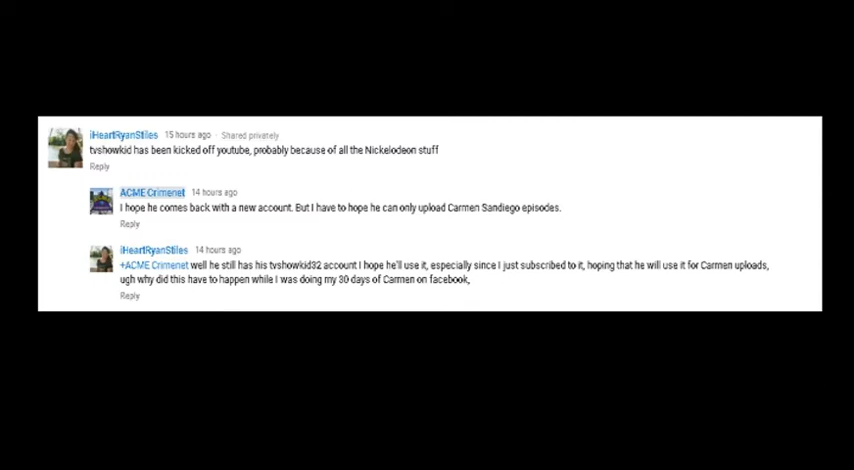 iHeartRyanStiles 15 hours ago · Shared privately
tvshowkid has been kicked off youtube, probably because of all the Nickelodeon stuff
Reply
ACME Crimenet 14 hours ago
I hope he comes back with a new account. But I have to hope he can only upload Carmen Sandiego episodes.
Reply
iHeartRyanStiles 14 hours ago
+ACME Crimenet well he still has his tvshowkid32 account I hope he'll use it, especially since I just subscribed to it, hoping that he will use it for Carmen uploads,
ugh why did this have to happen while I was doing my 30 days of Carmen on facebook,
Reply